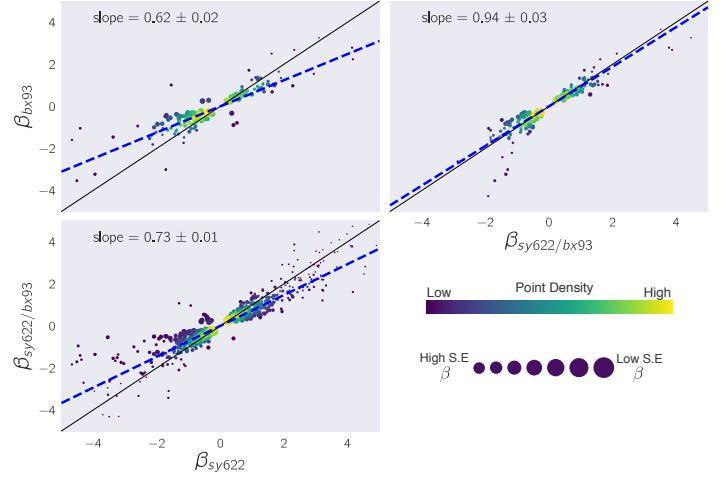 slope = 0.62 ± 0.02
4
2
0
−2
−4
β_bx93
slope = 0.94 ± 0.03
−4
−2
0
2
4
β_sy622/bx93
slope = 0.73 ± 0.01
4
2
0
−2
−4
β_sy622/bx93
−4
−2
0
2
4
β_sy622
Low
Point Density
High
High S.E
β
Low S.E
β